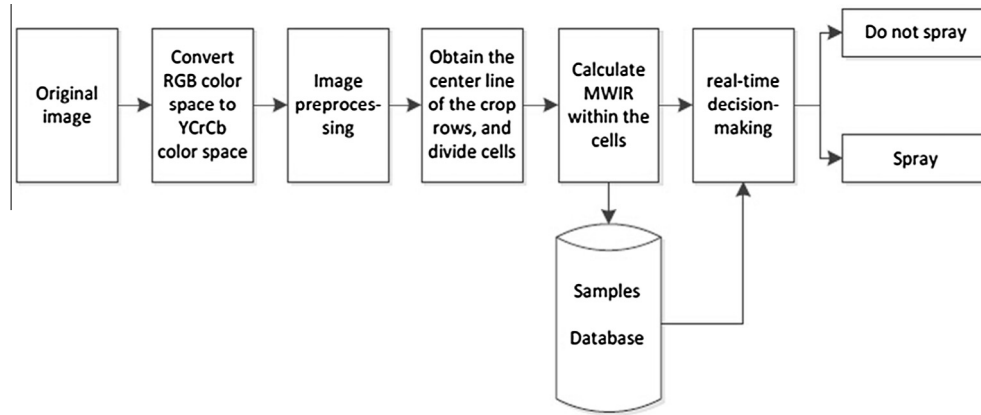 Original
image
Convert
RGB color
space to
YCrCb
color space
Image
preproces-
sing
Obtain the
center line
of the crop
rows, and
divide cells
Calculate
MWIR
within the
cells
real-time
decision-
making
Do not spray
Spray
Samples
Database